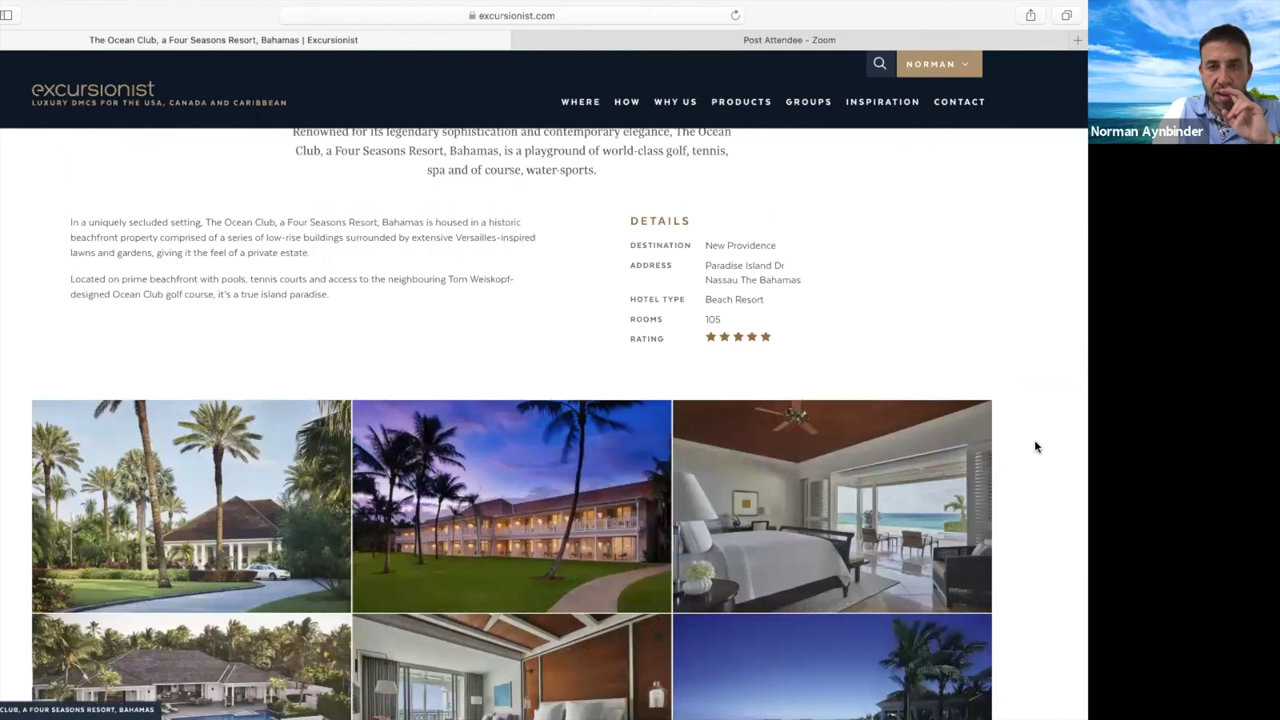 excursionist.com
The Ocean Club, a Four Seasons Resort, Bahamas | Excursionist
Post Attendee - Zoom
NORMAN
excursionist
LUXURY DMCS FOR THE USA, CANADA AND CARIBBEAN
WHERE HOW WHY US PRODUCTS GROUPS INSPIRATION CONTACT
Norman Aynbinder
Renowned for its legendary sophistication and contemporary elegance, The Ocean
Club, a Four Seasons Resort, Bahamas, is a playground of world-class golf, tennis,
spa and of course, water-sports.
In a uniquely secluded setting, The Ocean Club, a Four Seasons Resort, Bahamas is housed in a historic
beachfront property comprised of a series of low-rise buildings surrounded by extensive Versailles-inspired
lawns and gardens, giving it the feel of a private estate.
Located on prime beachfront with pools, tennis courts and access to the neighbouring Tom Weiskopf-
designed Ocean Club golf course, it's a true island paradise.
DETAILS
DESTINATION New Providence
ADDRESS Paradise Island Dr
Nassau The Bahamas
HOTEL TYPE Beach Resort
ROOMS 105
RATING
CLUB, A FOUR SEASONS RESORT, BAHAMAS